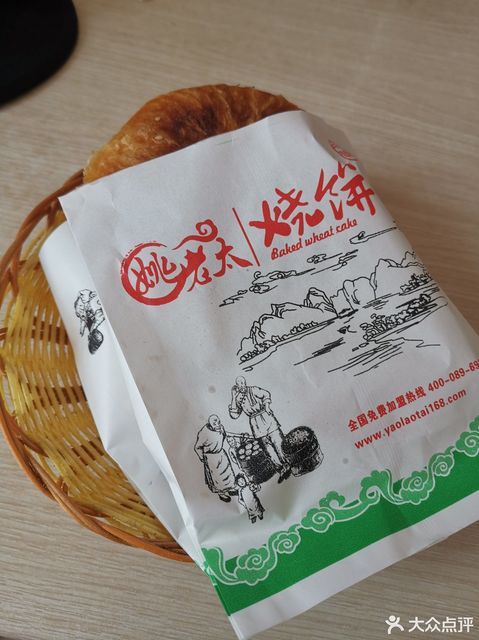 姚老太 烧饼
Baked wheat cake
全国免费加盟热线 400-089-69
www.yaolaotai168.com
大众点评